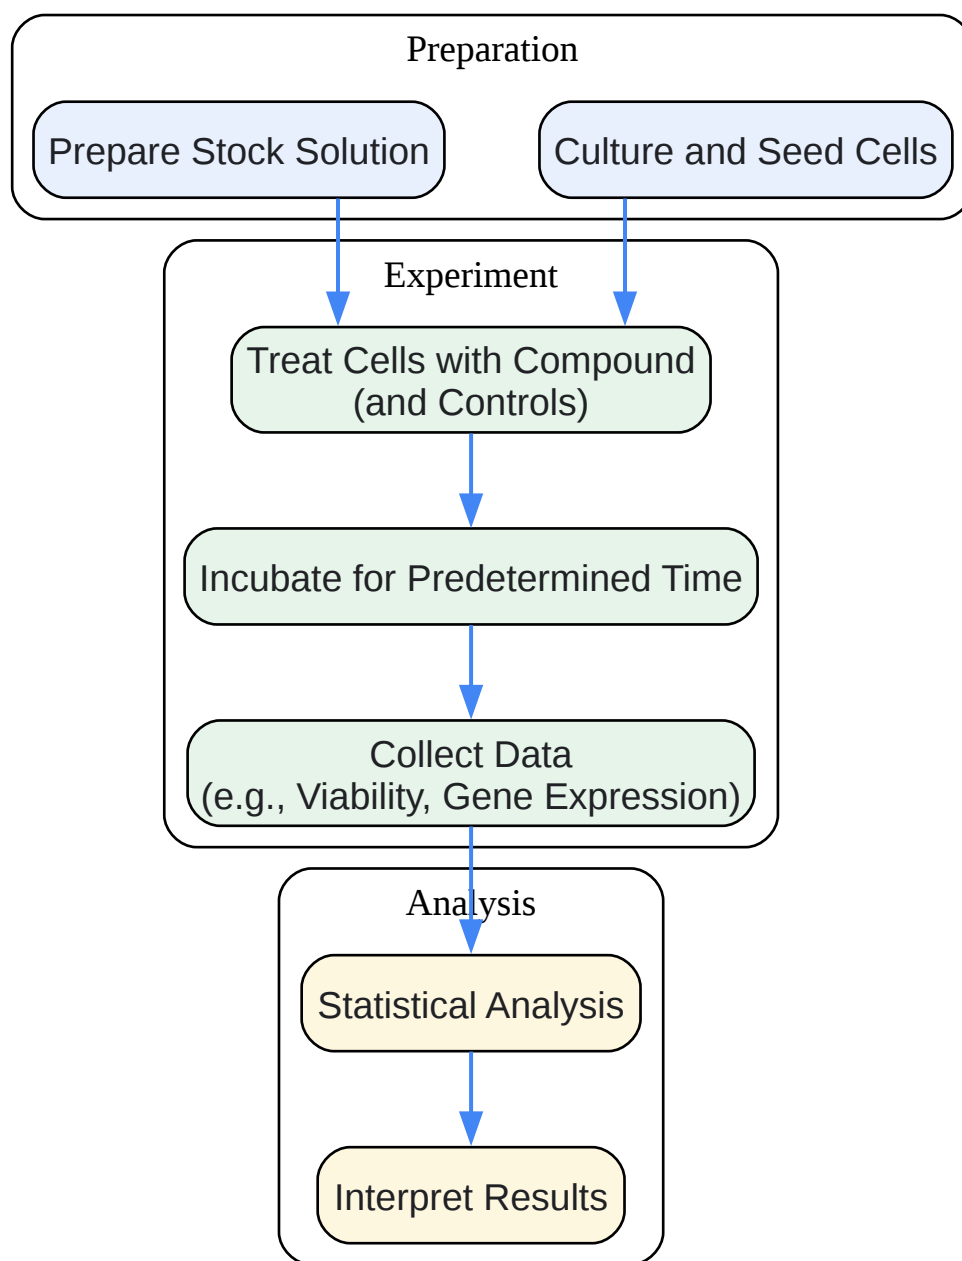 Preparation
Prepare Stock Solution
Culture and Seed Cells
Experiment
Treat Cells with Compound
(and Controls)
Incubate for Predetermined Time
Collect Data
(e.g., Viability, Gene Expression)
Analysis
Statistical Analysis
Interpret Results